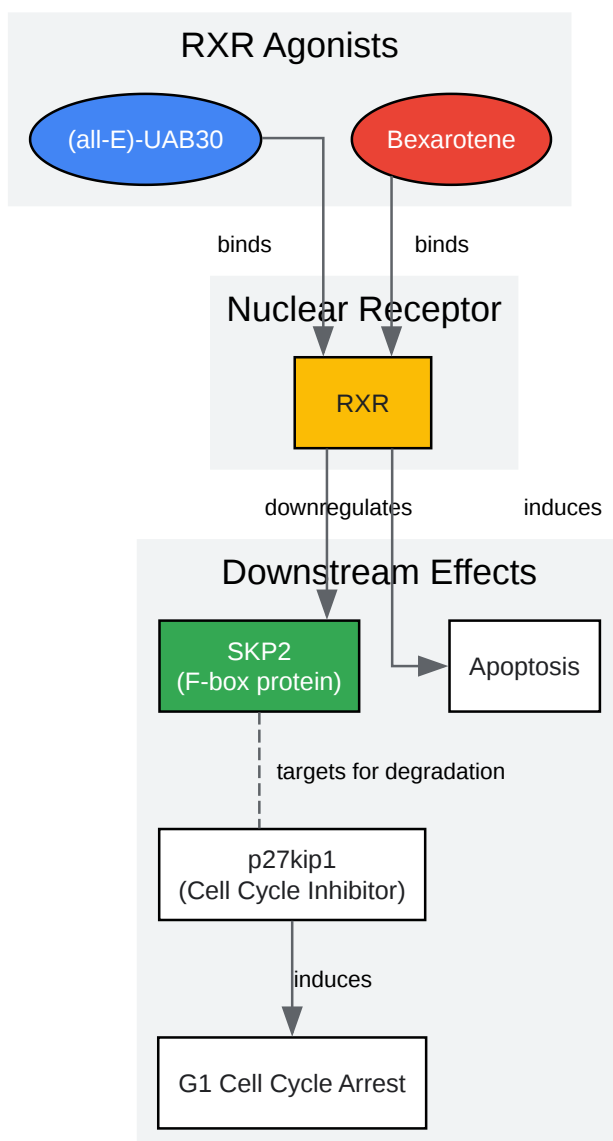 RXR Agonists
(all-E)-UAB30
Bexarotene
binds
binds
Nuclear Receptor
RXR
downregulates
induces
Downstream Effects
SKP2
(F-box protein)
Apoptosis
targets for degradation
p27kip1
(Cell Cycle Inhibitor)
induces
G1 Cell Cycle Arrest